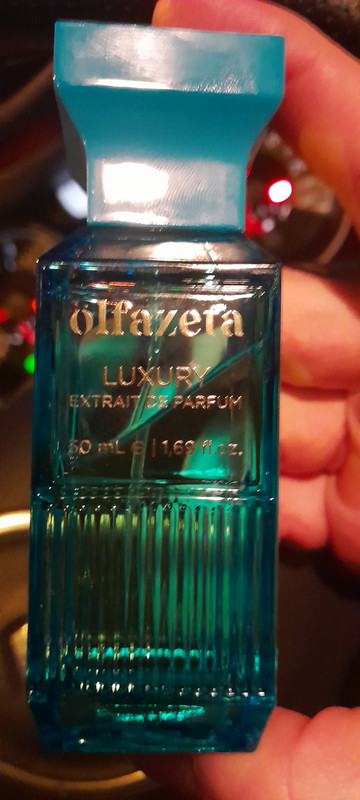 olfazeta
LUXURY
EXTRAIT DE PARFUM
50 mL ℮ | 1,69 fl oz.